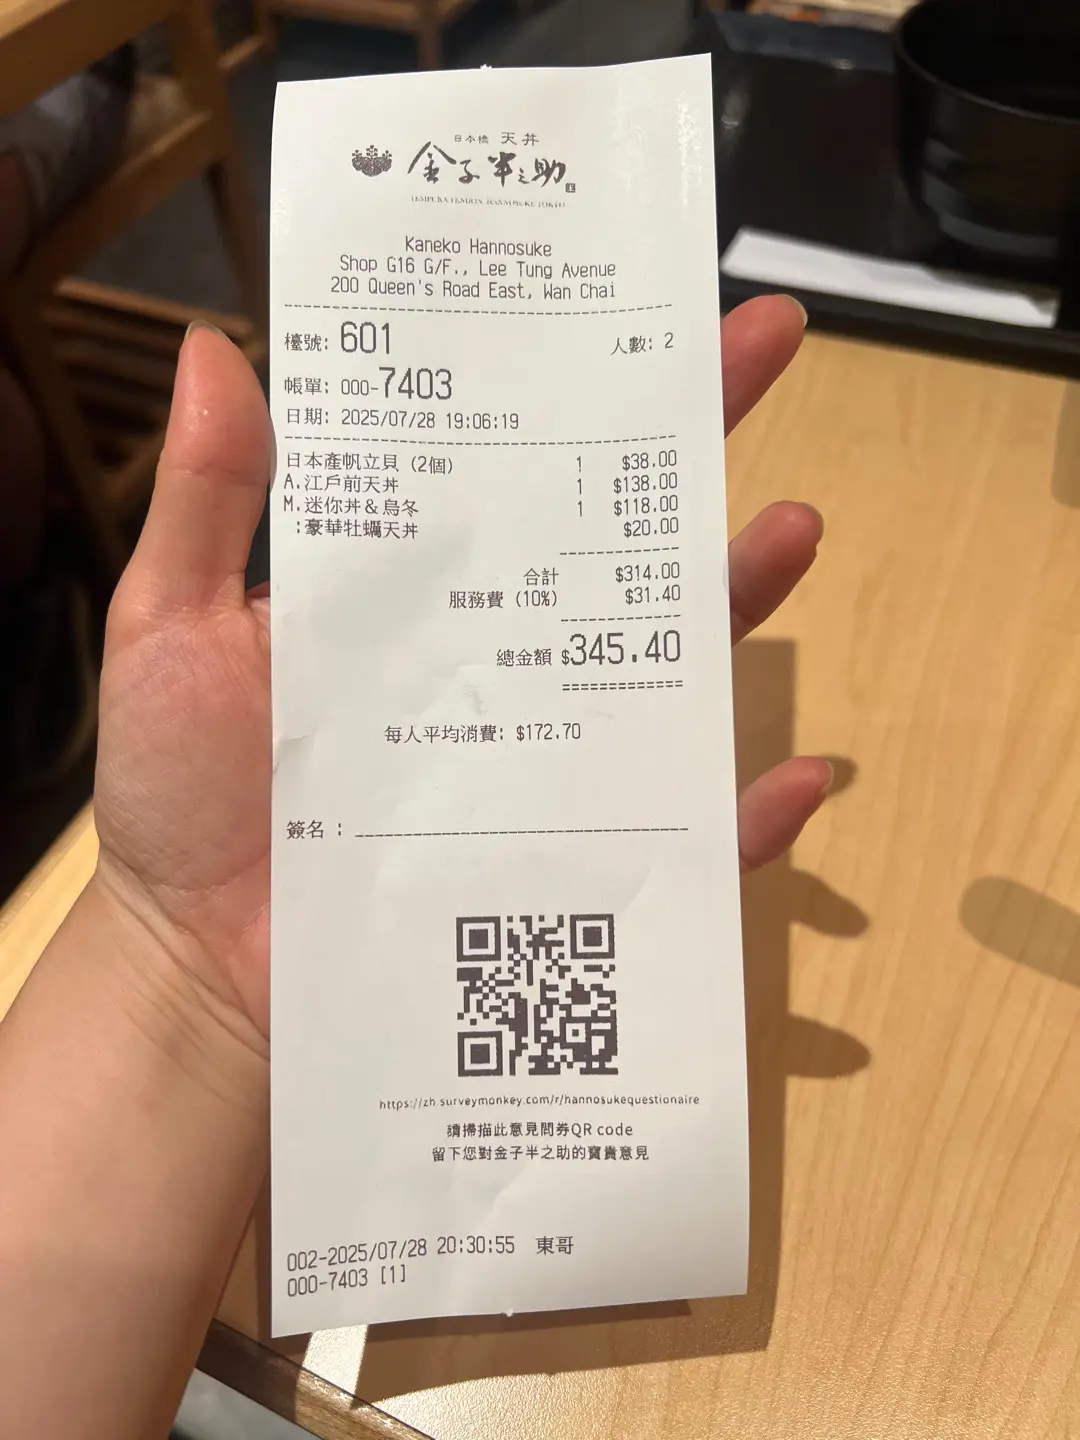 日本橋 天丼
金子半之助
TEMPURA TENDON HANNOSUKE TOKYO
Kaneko Hannosuke
Shop G16 G/F., Lee Tung Avenue
200 Queen's Road East, Wan Chai
檯號: 601 人數: 2
帳單: 000-7403
日期: 2025/07/28 19:06:19
日本產帆立貝 (2個) 1 $38.00
A.江戶前天丼 1 $138.00
M.迷你丼＆烏冬 1 $118.00
:豪華牡蠣天丼 $20.00
合計 $314.00
服務費 (10%) $31.40
總金額 $345.40
每人平均消費: $172.70
簽名 :
https://zh.surveymonkey.com/r/hannosukequestionaire
請掃描此意見問券QR code
留下您對金子半之助的寶貴意見
002-2025/07/28 20:30:55 東哥
000-7403 [1]